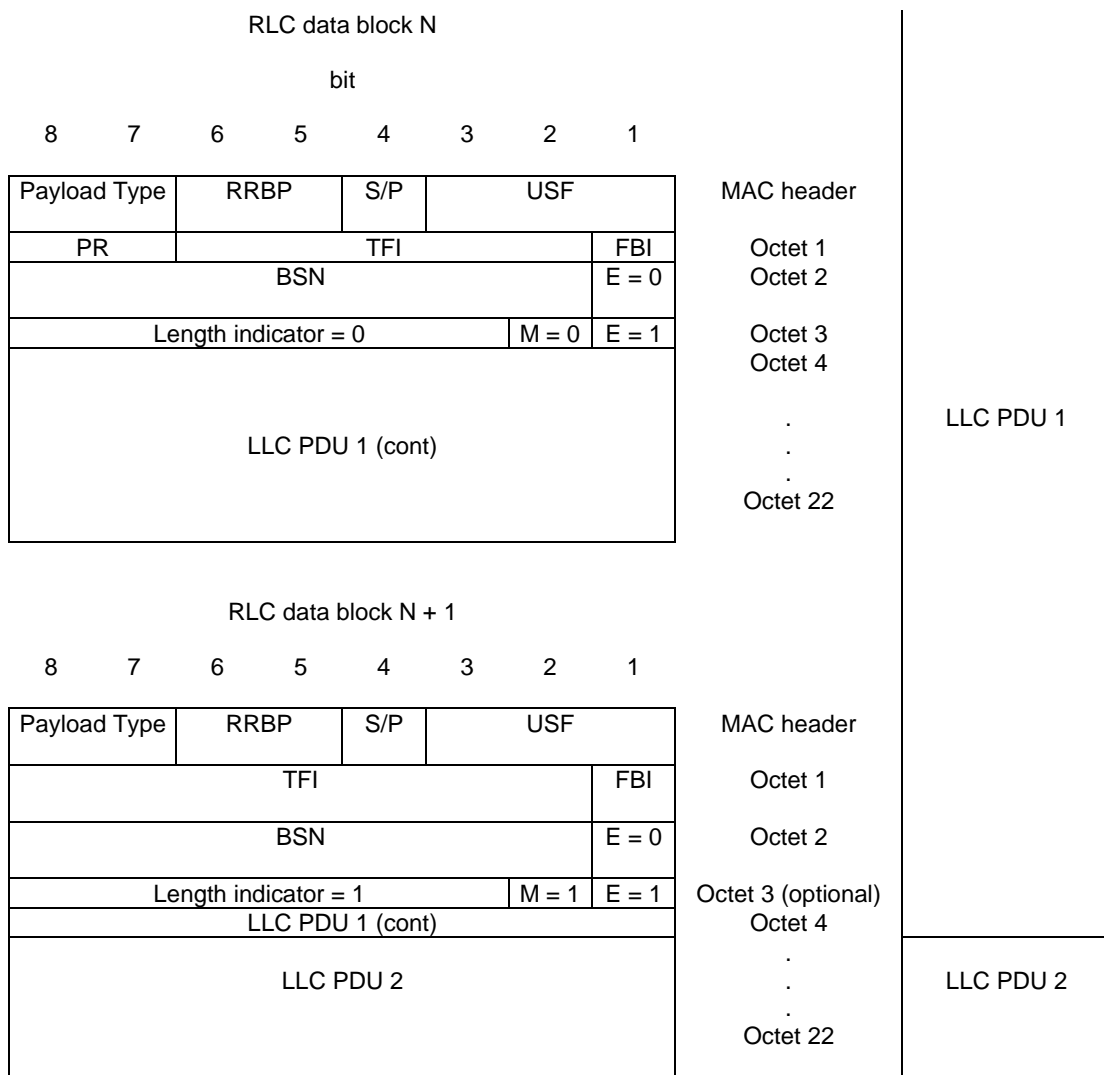 RLC data block N
bit
8 7 6 5 4 3 2 1
Payload Type RRBP S/P USF MAC header
PR TFI FBI Octet 1
BSN E = 0 Octet 2
Length indicator = 0 M = 0 E = 1 Octet 3
Octet 4
.
LLC PDU 1 (cont) . LLC PDU 1
.
Octet 22
RLC data block N + 1
8 7 6 5 4 3 2 1
Payload Type RRBP S/P USF MAC header
TFI FBI Octet 1
BSN E = 0 Octet 2
Length indicator = 1 M = 1 E = 1 Octet 3 (optional)
LLC PDU 1 (cont) Octet 4
.
LLC PDU 2 . LLC PDU 2
.
Octet 22